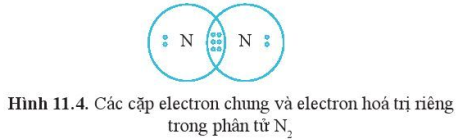 N N
Hình 11.4. Các cặp electron chung và electron hoá trị riêng
trong phân tử N₂